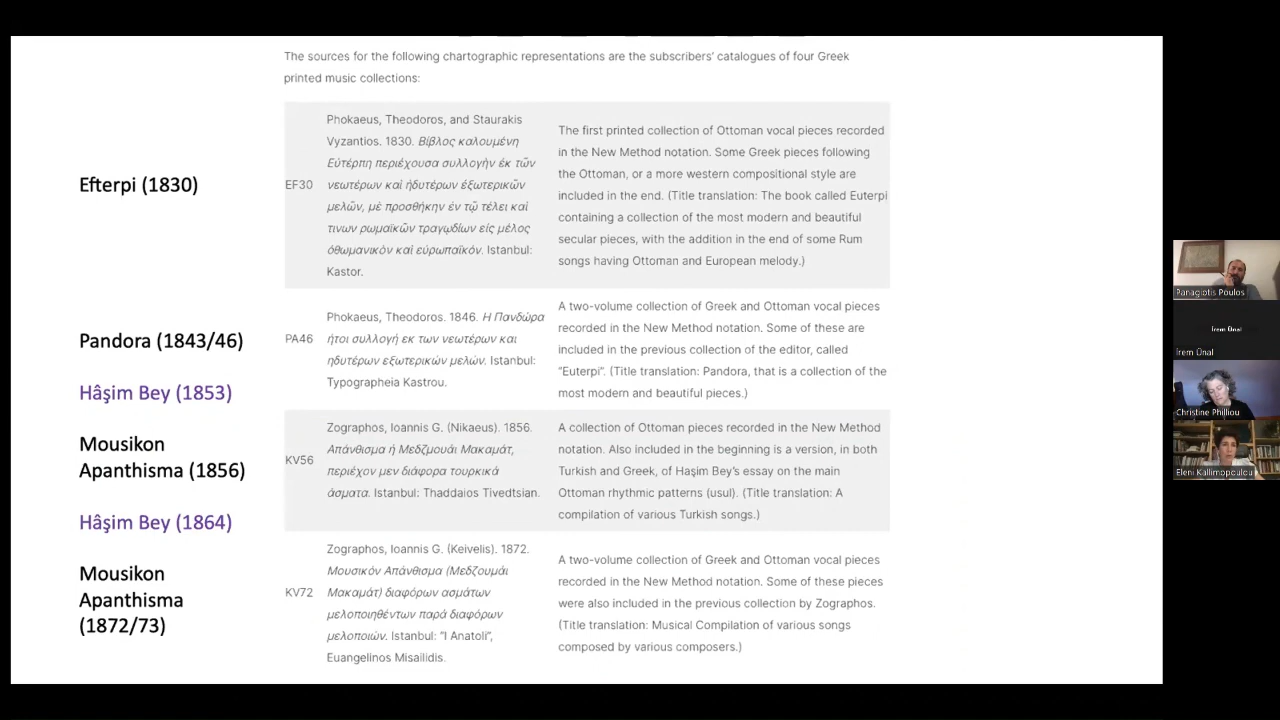 The sources for the following chartographic representations are the subscribers' catalogues of four Greek
printed music collections:
Efterpi (1830)
EF30
Phokaeus, Theodoros, and Staurakis
Vyzantios. 1830. Βίβλος καλουμένη
Εὐτέρπη περιέχουσα συλλογὴν ἐκ τῶν
νεωτέρων καὶ ἡδυτέρων ἐξωτερικῶν
μελῶν, μὲ προσθήκην ἐν τῷ τέλει καὶ
τινων ρωμαϊκῶν τραγῳδίων εἰς μέλος
ὀθωμανικὸν καὶ εὐρωπαϊκόν. Istanbul:
Kastor.
The first printed collection of Ottoman vocal pieces recorded
in the New Method notation. Some Greek pieces following
the Ottoman, or a more western compositional style are
included in the end. (Title translation: The book called Euterpi
containing a collection of the most modern and beautiful
secular pieces, with the addition in the end of some Rum
songs having Ottoman and European melody.)
Pandora (1843/46)
PA46
Phokaeus, Theodoros. 1846. Η Πανδώρα
ήτοι συλλογή εκ των νεωτέρων και
ηδυτέρων εξωτερικών μελών. Istanbul:
Typographeia Kastrou.
A two-volume collection of Greek and Ottoman vocal pieces
recorded in the New Method notation. Some of these are
included in the previous collection of the editor, called
"Euterpi". (Title translation: Pandora, that is a collection of the
most modern and beautiful pieces.)
Hâşim Bey (1853)
Mousikon
Apanthisma (1856)
KV56
Zographos, Ioannis G. (Nikaeus). 1856.
Απάνθισμα ή Μεδζμουάι Μακαμάτ,
περιέχον μεν διάφορα τουρκικά
άσματα. Istanbul: Thaddaios Tivedtsian.
A collection of Ottoman pieces recorded in the New Method
notation. Also included in the beginning is a version, in both
Turkish and Greek, of Haşim Bey's essay on the main
Ottoman rhythmic patterns (usul). (Title translation: A
compilation of various Turkish songs.)
Hâşim Bey (1864)
Mousikon
Apanthisma
(1872/73)
KV72
Zographos, Ioannis G. (Keivelis). 1872.
Μουσικόν Απάνθισμα (Μεδζουμάι
Μακαμάτ) διαφόρων ασμάτων
μελοποιηθέντων παρά διαφόρων
μελοποιών. Istanbul: "I Anatoli",
Euangelinos Misailidis.
A two-volume collection of Greek and Ottoman vocal pieces
recorded in the New Method notation. Some of these pieces
were also included in the previous collection by Zographos.
(Title translation: Musical Compilation of various songs
composed by various composers.)
Panagiotis Poulos
İrem Ünal
İrem Ünal
Christine Philliou
Eleni Kallimopoulou